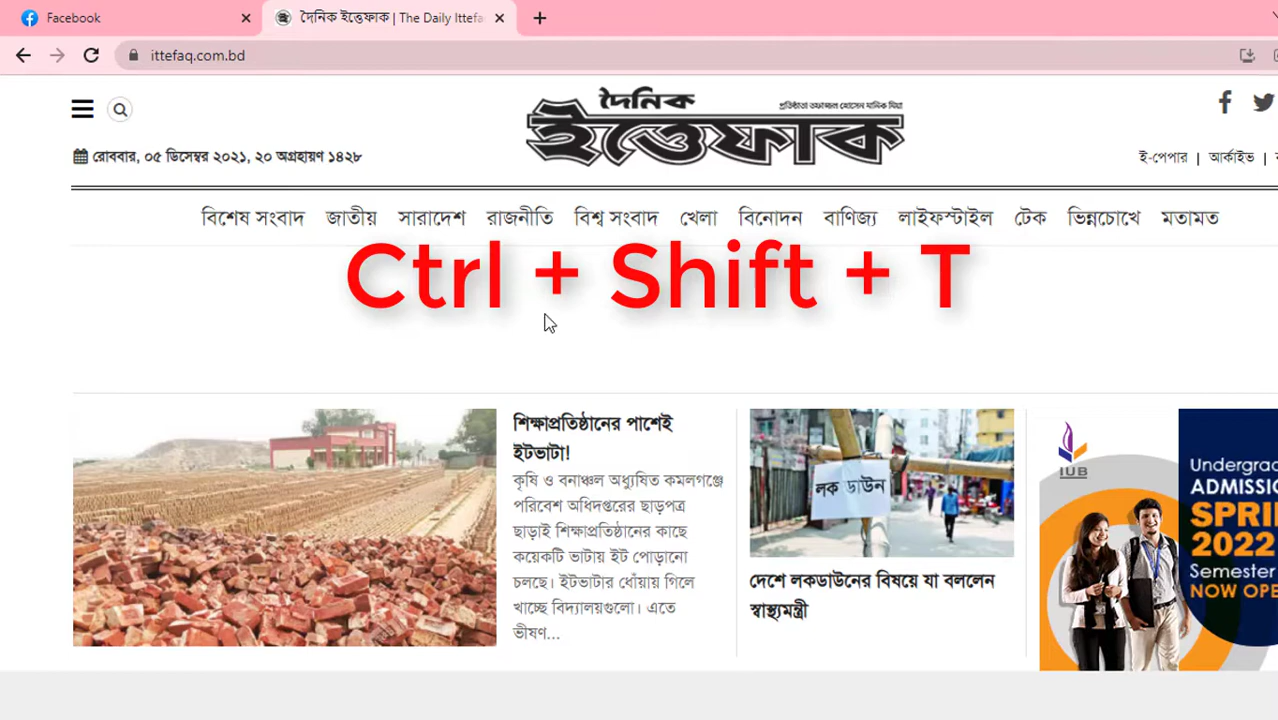 Facebook
দৈনিক ইত্তেফাক | The Daily Ittefa
ittefaq.com.bd
দৈনিক
প্রতিষ্ঠাতা তফাজ্জল হোসেন মানিক মিয়া
ইত্তেফাক
রোববার, ০৫ ডিসেম্বর ২০২১, ২০ অগ্রহায়ণ ১৪২৮
ই-পেপার | আর্কাইভ |
বিশেষ সংবাদ জাতীয় সারাদেশ রাজনীতি বিশ্ব সংবাদ খেলা বিনোদন বাণিজ্য লাইফস্টাইল টেক ভিন্নচোখে মতামত
Ctrl + Shift + T
শিক্ষাপ্রতিষ্ঠানের পাশেই
ইটভাটা!
কৃষি ও বনাঞ্চল অধ্যুষিত কমলগঞ্জে
পরিবেশ অধিদপ্তরের ছাড়পত্র
ছাড়াই শিক্ষাপ্রতিষ্ঠানের কাছে
কয়েকটি ভাটায় ইট পোড়ানো
চলছে। ইটভাটার ধোঁয়ায় গিলে
খাচ্ছে বিদ্যালয়গুলো। এতে
ভীষণ...
লক ডাউন
দেশে লকডাউনের বিষয়ে যা বললেন
স্বাস্থ্যমন্ত্রী
IUB
Undergrad
ADMISSIO
SPRI
2022
Semester
NOW OPE